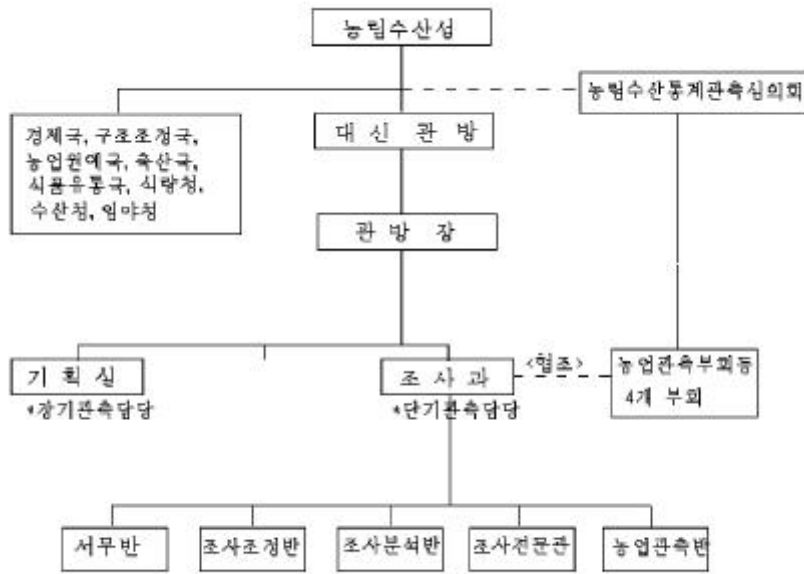 농림수산성
농림수산통계관측심의회
경제국, 구조조정국,
농업원예국, 축산국,
식품유통국, 식량청,
수산청, 임야청
대 신 관 방
관 방 장
기 획 실
*장기관측담당
조 사 과
*단기관측담당
<협조>
농업관측부회등
4개 부회
서무반
조사조정반
조사분석반
조사전문관
농업관측반